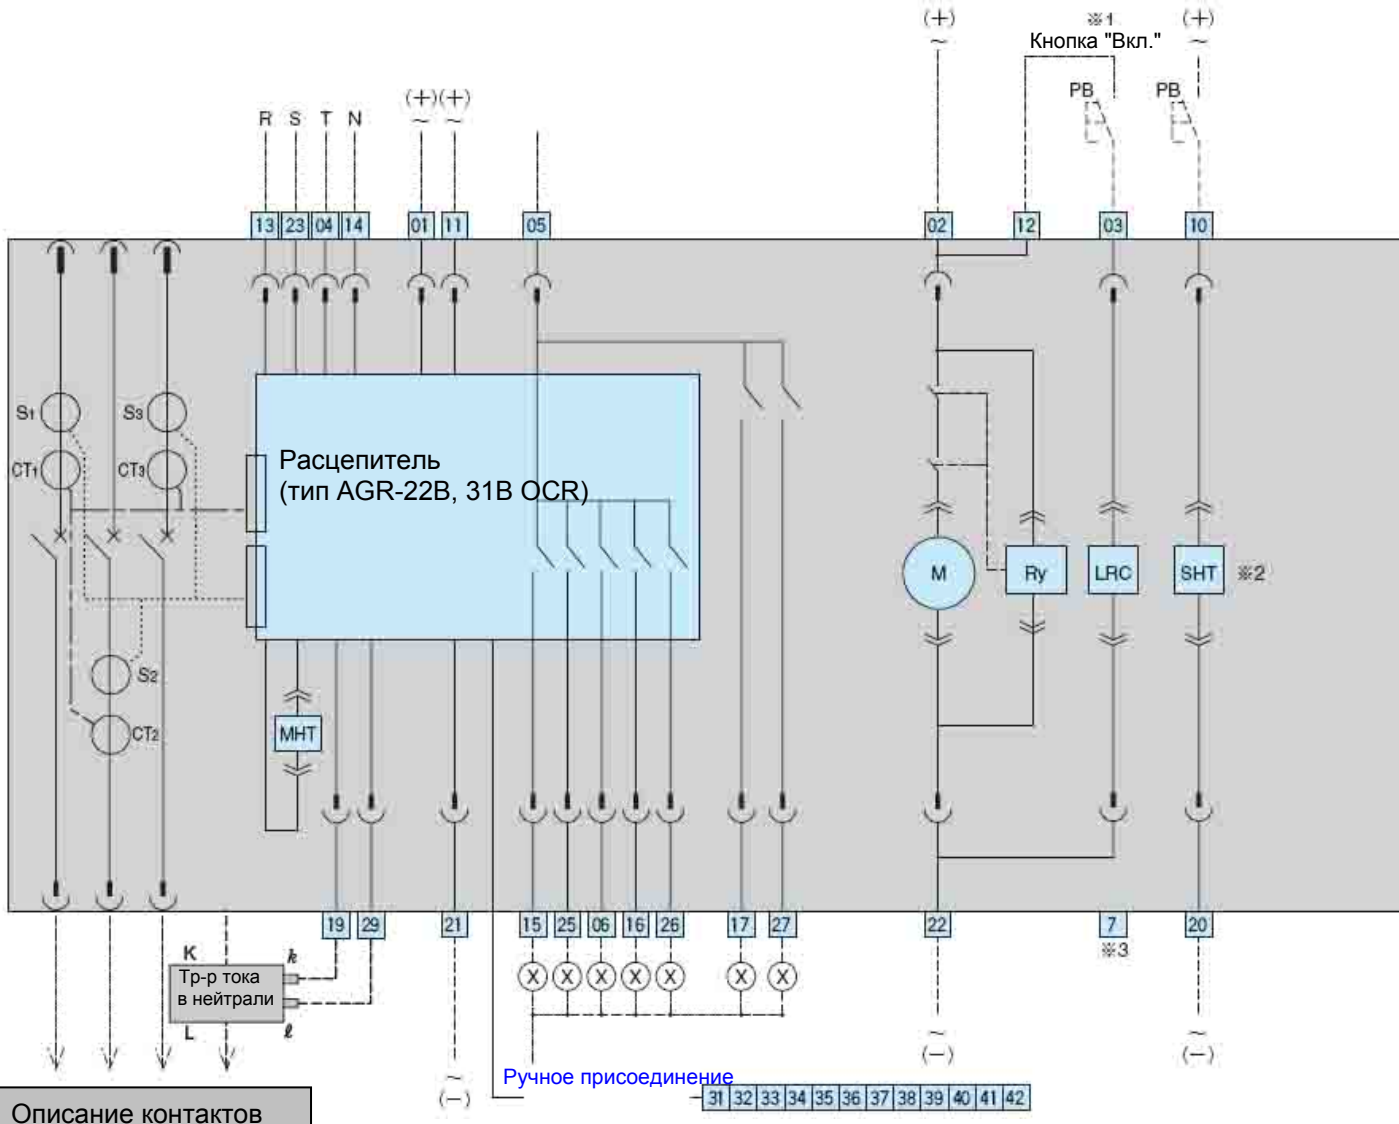 (+) ※1 (+)
~ Кнопка "Вкл." ~
PB PB
(+) (+)
R S T N ~ ~
13 23 04 14 01 11 05 02 12 03 10
S1 S3
CT1 CT3
Расцепитель
(тип AGR-22B, 31B OCR)
M Ry LRC SHT ※2
S2
CT2
MHT
19 29 21 15 25 06 16 26 17 27 22 7 20
※3
K k
Тр-р тока
в нейтрали
L ℓ
X X X X X X X
~ ~ ~
(−) (−) (−)
Ручное присоединение
31 32 33 34 35 36 37 38 39 40 41 42
Описание контактов